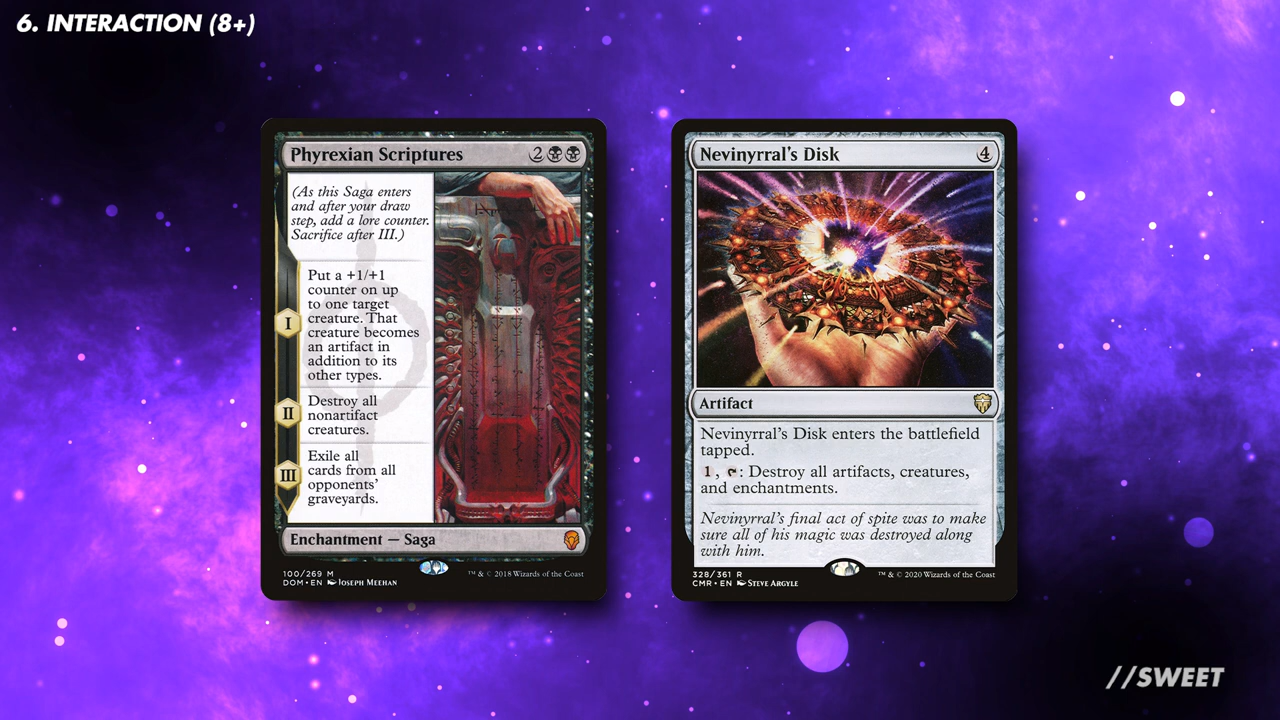 6. INTERACTION (8+)
Phyrexian Scriptures 2
(As this Saga enters
and after your draw
step, add a lore counter.
Sacrifice after III.)
I
Put a +1/+1
counter on up
to one target
creature. That
creature becomes
an artifact in
addition to its
other types.
II
Destroy all
nonartifact
creatures.
III
Exile all
cards from all
opponents'
graveyards.
Enchantment — Saga
100/269 M
DOM • EN Joseph Meehan
™ & © 2018 Wizards of the Coast
Nevinyrral's Disk 4
Artifact
Nevinyrral's Disk enters the battlefield
tapped.
1, : Destroy all artifacts, creatures,
and enchantments.
Nevinyrral's final act of spite was to make
sure all of his magic was destroyed along
with him.
328/361 R
CMR • EN Steve Argyle
™ & © 2020 Wizards of the Coast
//SWEET